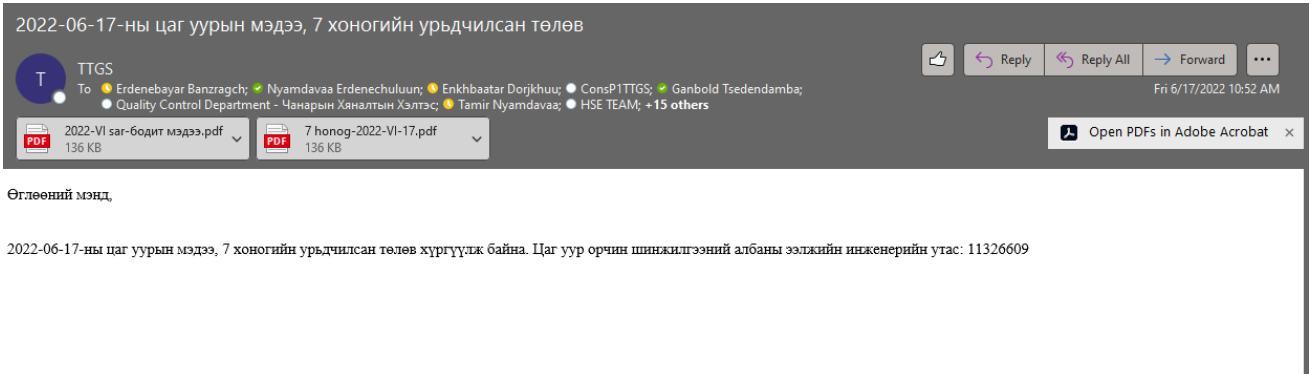 2022-06-17-ны цаг уурын мэдээ, 7 хоногийн урьдчилсан төлөв
T
TTGS
To Erdenebayar Banzragch; Nyamdavaa Erdenechuluun; Enkhbaatar Dorjkhuu; ConsP1TTGS; Ganbold Tsedendamba;
Quality Control Department - Чанарын Хяналтын Хэлтэс; Tamir Nyamdavaa; HSE TEAM; +15 others
Reply
Reply All
Forward
...
Fri 6/17/2022 10:52 AM
PDF
2022-VI sar-бодит мэдээ.pdf
136 KB
PDF
7 honog-2022-VI-17.pdf
136 KB
Open PDFs in Adobe Acrobat ×
Өглөөний мэнд,
2022-06-17-ны цаг уурын мэдээ, 7 хоногийн урьдчилсан төлөв хүргүүлж байна. Цаг уур орчин шинжилгээний албаны ээлжийн инженерийн утас: 11326609